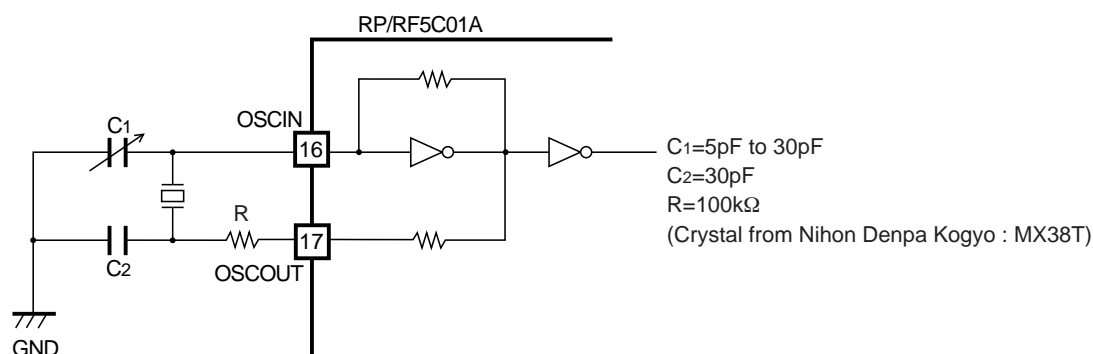 RP/RF5C01A
OSCIN
C1
16
C1=5pF to 30pF
C2=30pF
R=100kΩ
(Crystal from Nihon Denpa Kogyo : MX38T)
R
17
C2
OSCOUT
GND